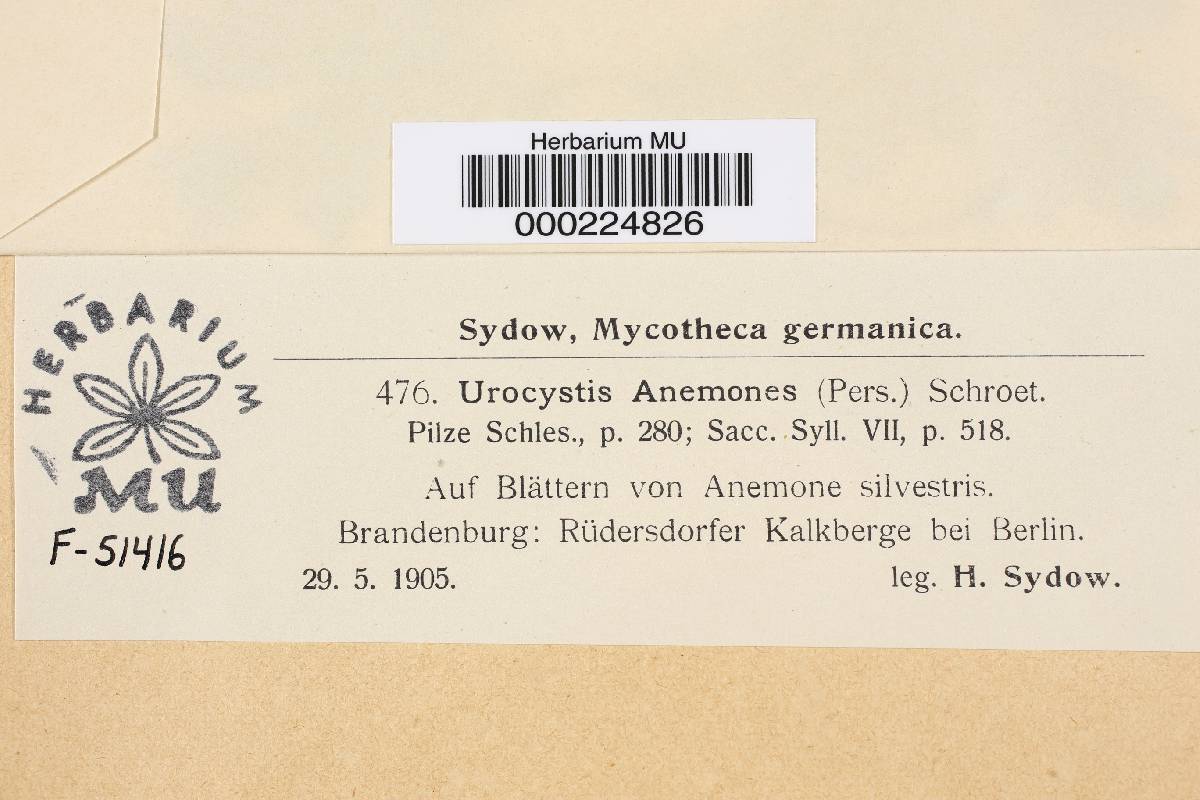 Herbarium MU
000224826
HERBARIUM
MU
F-51416
Sydow, Mycotheca germanica.
476. Urocystis Anemones (Pers.) Schroet.
Pilze Schles., p. 280; Sacc. Syll. VII, p. 518.
Auf Blättern von Anemone silvestris.
Brandenburg: Rüdersdorfer Kalkberge bei Berlin.
29. 5. 1905. leg. H. Sydow.